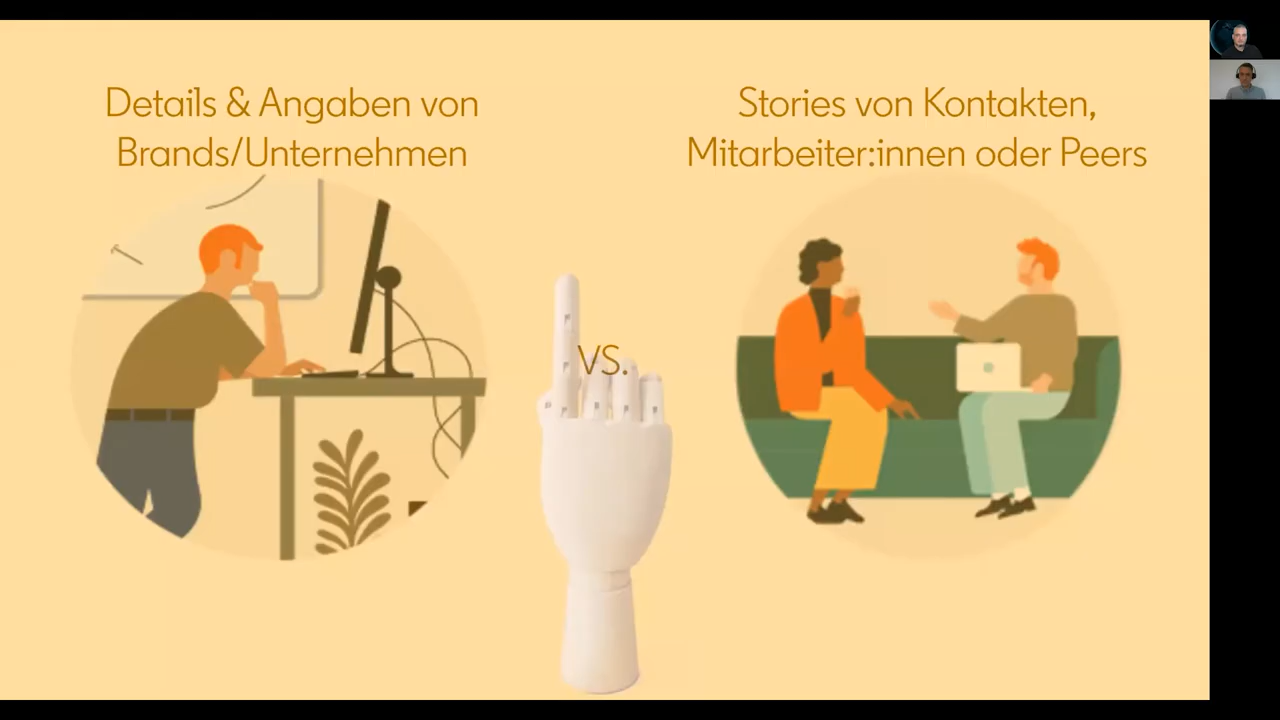 Details & Angaben von
Brands/Unternehmen
Stories von Kontakten,
Mitarbeiter:innen oder Peers
VS.